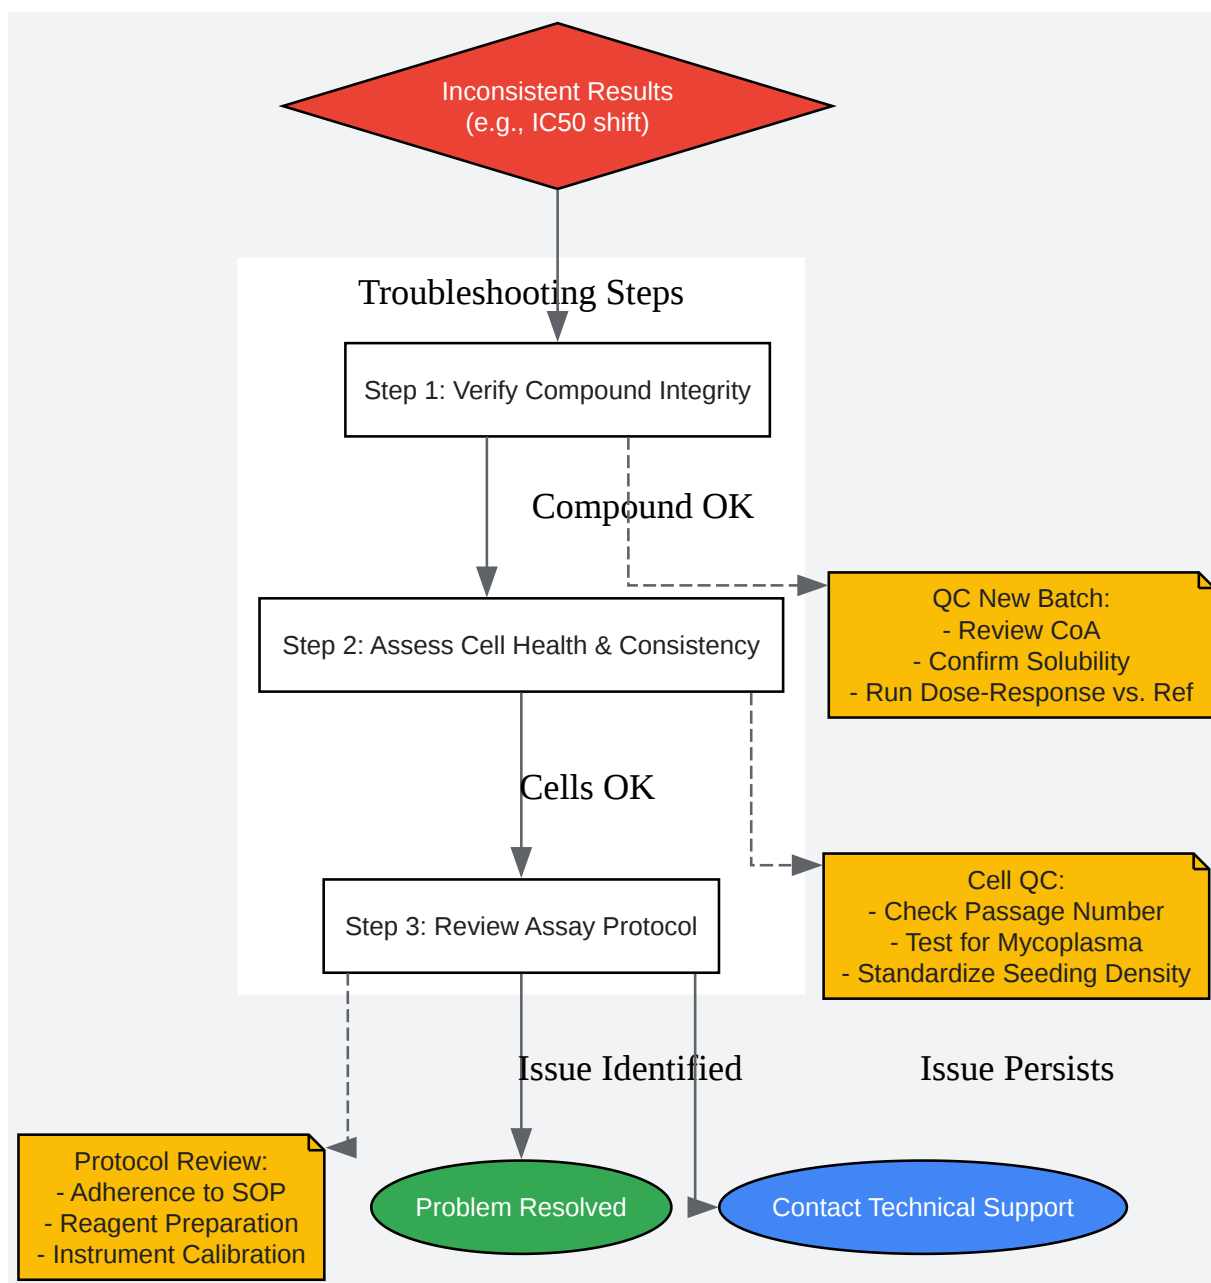 Inconsistent Results
(e.g., IC50 shift)
Troubleshooting Steps
Step 1: Verify Compound Integrity
Compound OK
QC New Batch:
- Review CoA
- Confirm Solubility
- Run Dose-Response vs. Ref
Step 2: Assess Cell Health & Consistency
Cells OK
Cell QC:
- Check Passage Number
- Test for Mycoplasma
- Standardize Seeding Density
Step 3: Review Assay Protocol
Issue Identified
Issue Persists
Protocol Review:
- Adherence to SOP
- Reagent Preparation
- Instrument Calibration
Problem Resolved
Contact Technical Support